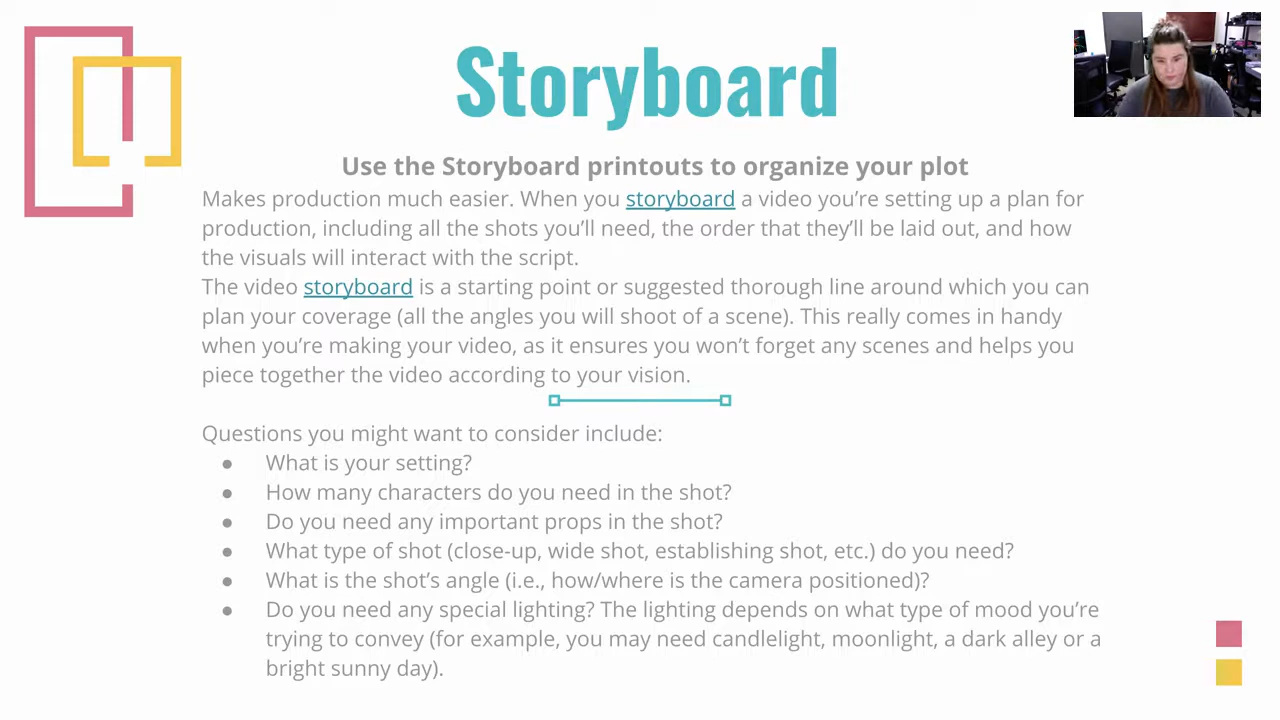 Storyboard
Use the Storyboard printouts to organize your plot
Makes production much easier. When you storyboard a video you’re setting up a plan for
production, including all the shots you’ll need, the order that they’ll be laid out, and how
the visuals will interact with the script.
The video storyboard is a starting point or suggested thorough line around which you can
plan your coverage (all the angles you will shoot of a scene). This really comes in handy
when you’re making your video, as it ensures you won’t forget any scenes and helps you
piece together the video according to your vision.
Questions you might want to consider include:
● What is your setting?
● How many characters do you need in the shot?
● Do you need any important props in the shot?
● What type of shot (close-up, wide shot, establishing shot, etc.) do you need?
● What is the shot’s angle (i.e., how/where is the camera positioned)?
● Do you need any special lighting? The lighting depends on what type of mood you’re
trying to convey (for example, you may need candlelight, moonlight, a dark alley or a
bright sunny day).